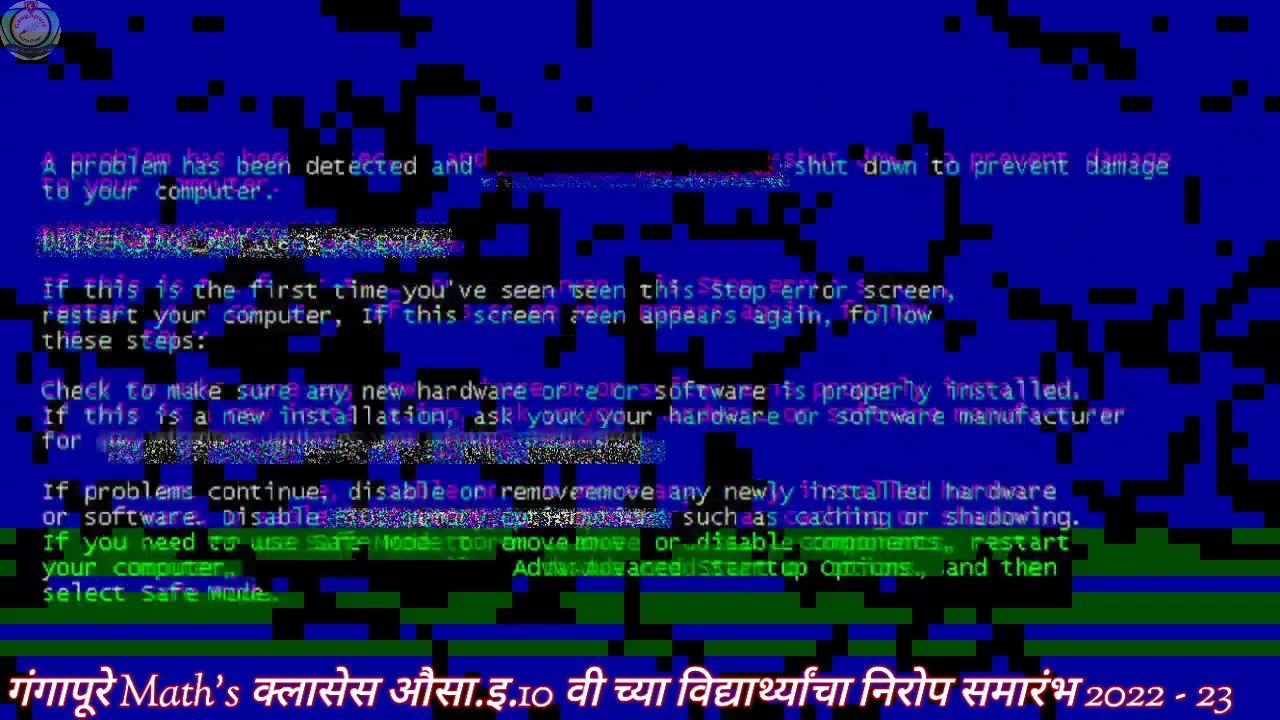 A problem has been detected and shut down to prevent damage
to your computer.
If this is the first time you've seen seen this Stop error screen,
restart your computer, If this screen appears again, follow
these steps:
Check to make sure any new hardware or re or software is properly installed.
If this is a new installation, ask your your hardware or software manufacturer
for
If problems continue, disable or remove any newly installed hardware
or software. Disable such as caching or shadowing.
If you need to use Safe Mode to remove or disable components, restart
your computer, Advanced Startup Options, and then
select Safe Mode.
गंगापूरे Math's क्लासेस औसा.इ.10 वी च्या विद्यार्थ्यांचा निरोप समारंभ 2022 - 23